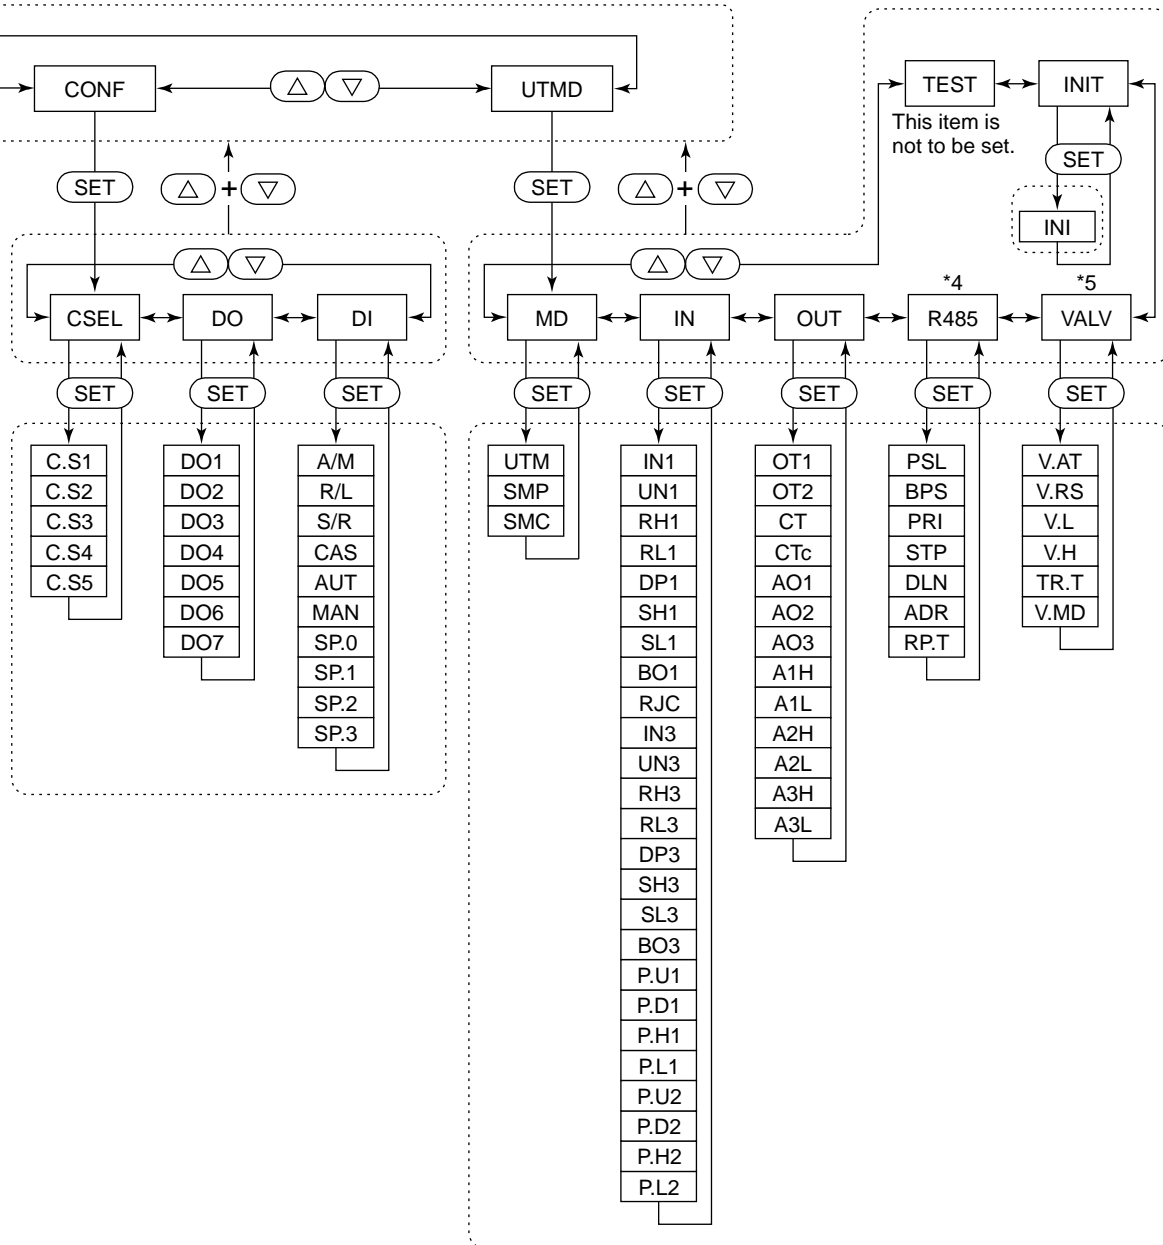 CONF
UTMD
TEST
INIT
This item is
not to be set.
SET
SET
+
SET
+
INI
*4
*5
CSEL
DO
DI
MD
IN
OUT
R485
VALV
SET
SET
SET
SET
SET
SET
SET
SET
C.S1
C.S2
C.S3
C.S4
C.S5
DO1
DO2
DO3
DO4
DO5
DO6
DO7
A/M
R/L
S/R
CAS
AUT
MAN
SP.0
SP.1
SP.2
SP.3
UTM
SMP
SMC
IN1
UN1
RH1
RL1
DP1
SH1
SL1
BO1
RJC
IN3
UN3
RH3
RL3
DP3
SH3
SL3
BO3
P.U1
P.D1
P.H1
P.L1
P.U2
P.D2
P.H2
P.L2
OT1
OT2
CT
CTc
AO1
AO2
AO3
A1H
A1L
A2H
A2L
A3H
A3L
PSL
BPS
PRI
STP
DLN
ADR
RP.T
V.AT
V.RS
V.L
V.H
TR.T
V.MD